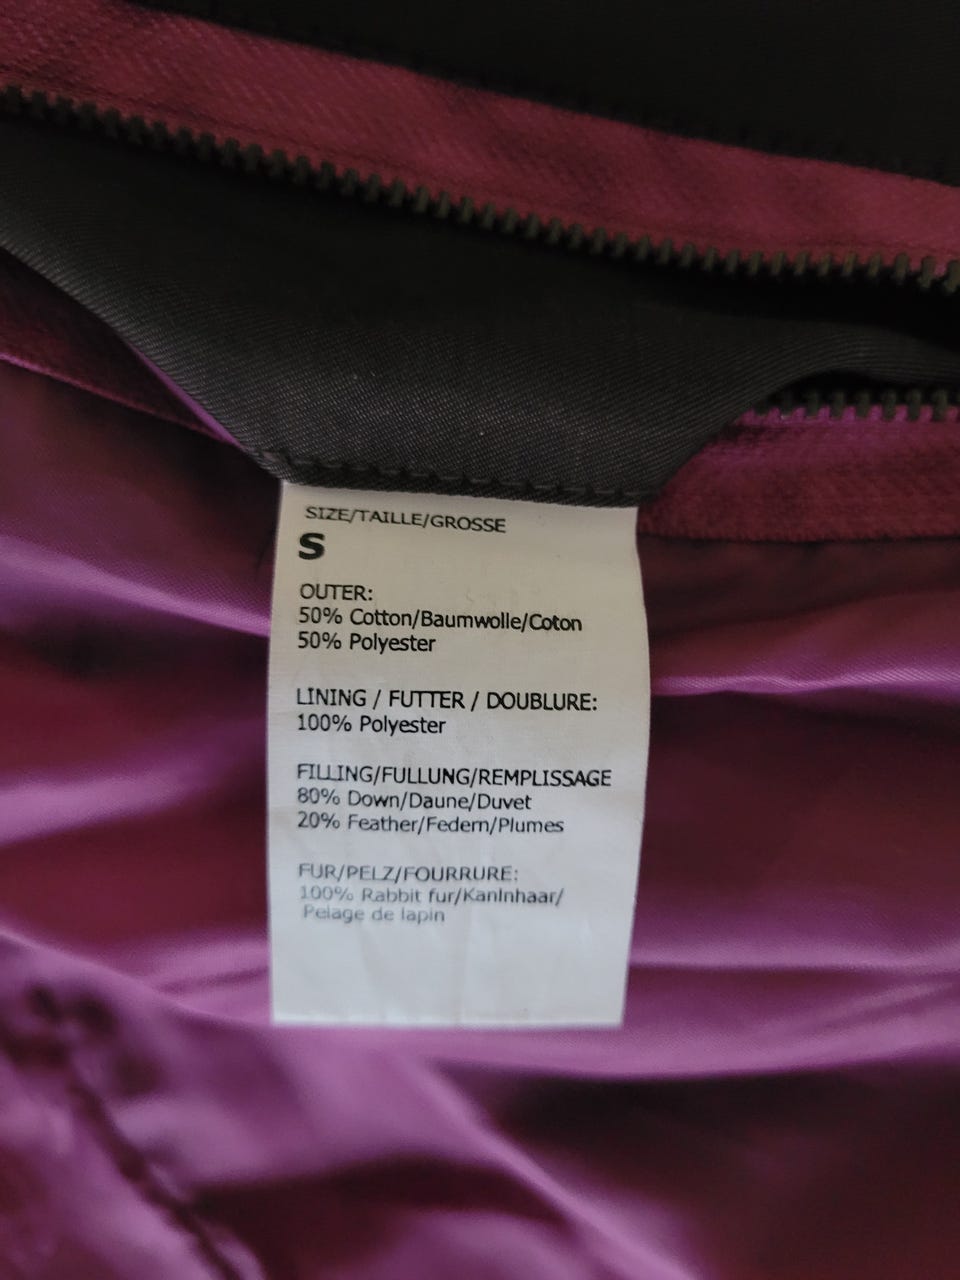 SIZE/TAILLE/GROSSE
S
OUTER:
50% Cotton/Baumwolle/Coton
50% Polyester
LINING / FUTTER / DOUBLURE:
100% Polyester
FILLING/FULLUNG/REMPLISSAGE
80% Down/Daune/Duvet
20% Feather/Federn/Plumes
FUR/PELZ/FOURRURE:
100% Rabbit fur/KanInhaar/
Pelage de lapin